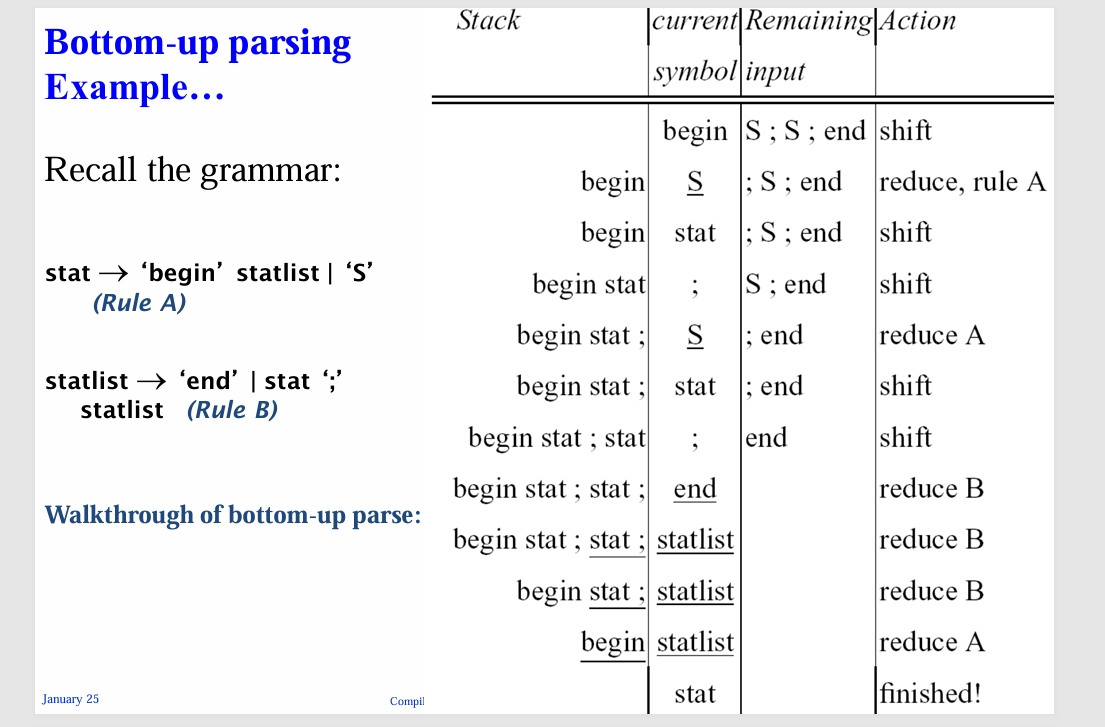 Bottom-up parsing
Example…
Recall the grammar:
stat → ‘begin’ statlist | ‘S’
(Rule A)
statlist → ‘end’ | stat ‘;’
statlist (Rule B)
Walkthrough of bottom-up parse:
January 25
Compil
Stack current Remaining Action
symbol input
begin S ; S ; end shift
begin S ; S ; end reduce, rule A
begin stat ; S ; end shift
begin stat ; S ; end shift
begin stat ; S ; end reduce A
begin stat ; stat ; end shift
begin stat ; stat ; end shift
begin stat ; stat ; end reduce B
begin stat ; stat ; statlist reduce B
begin stat ; statlist reduce B
begin statlist reduce A
stat finished!